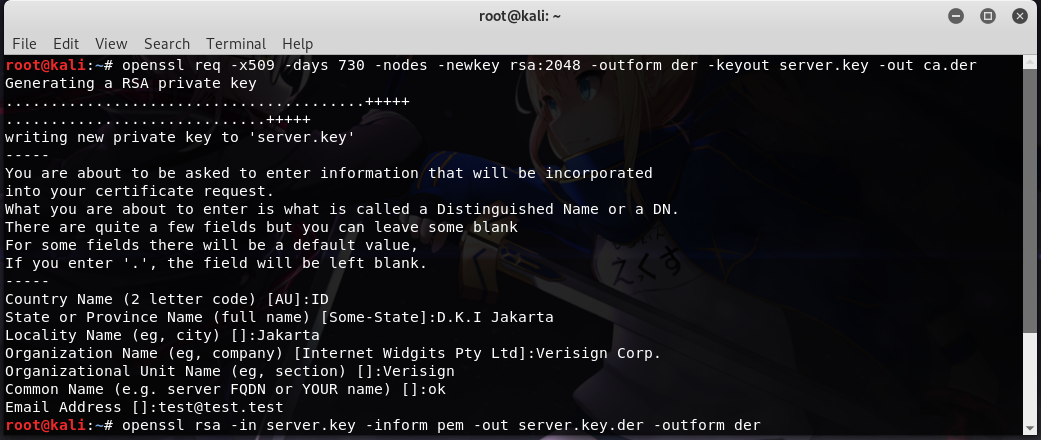 root@kali: ~
File Edit View Search Terminal Help
root@kali:~# openssl req -x509 -days 730 -nodes -newkey rsa:2048 -outform der -keyout server.key -out ca.der
Generating a RSA private key
........................................+++++
.............................+++++
writing new private key to 'server.key'
-----
You are about to be asked to enter information that will be incorporated
into your certificate request.
What you are about to enter is what is called a Distinguished Name or a DN.
There are quite a few fields but you can leave some blank
For some fields there will be a default value,
If you enter '.', the field will be left blank.
-----
Country Name (2 letter code) [AU]:ID
State or Province Name (full name) [Some-State]:D.K.I Jakarta
Locality Name (eg, city) []:Jakarta
Organization Name (eg, company) [Internet Widgits Pty Ltd]:Verisign Corp.
Organizational Unit Name (eg, section) []:Verisign
Common Name (e.g. server FQDN or YOUR name) []:ok
Email Address []:test@test.test
root@kali:~# openssl rsa -in server.key -inform pem -out server.key.der -outform der
えっくす